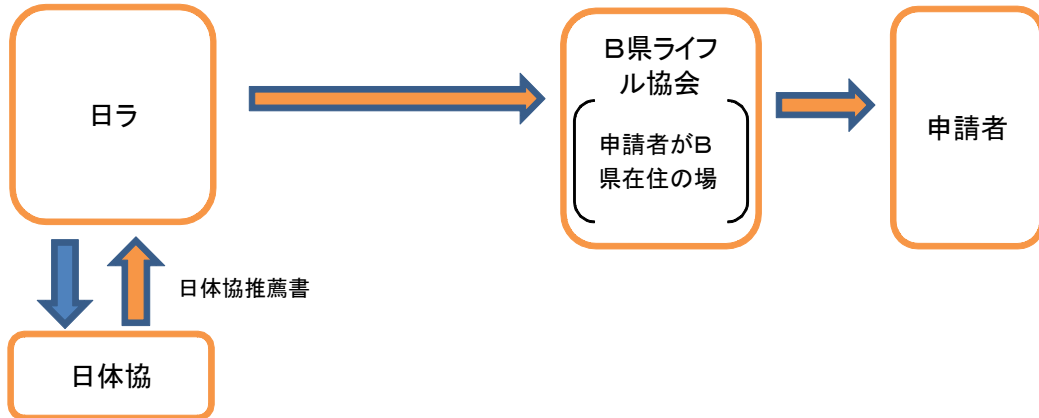 日ラ
B県ライフ
ル協会
申請者がB
県在住の場
申請者
日体協推薦書
日体協